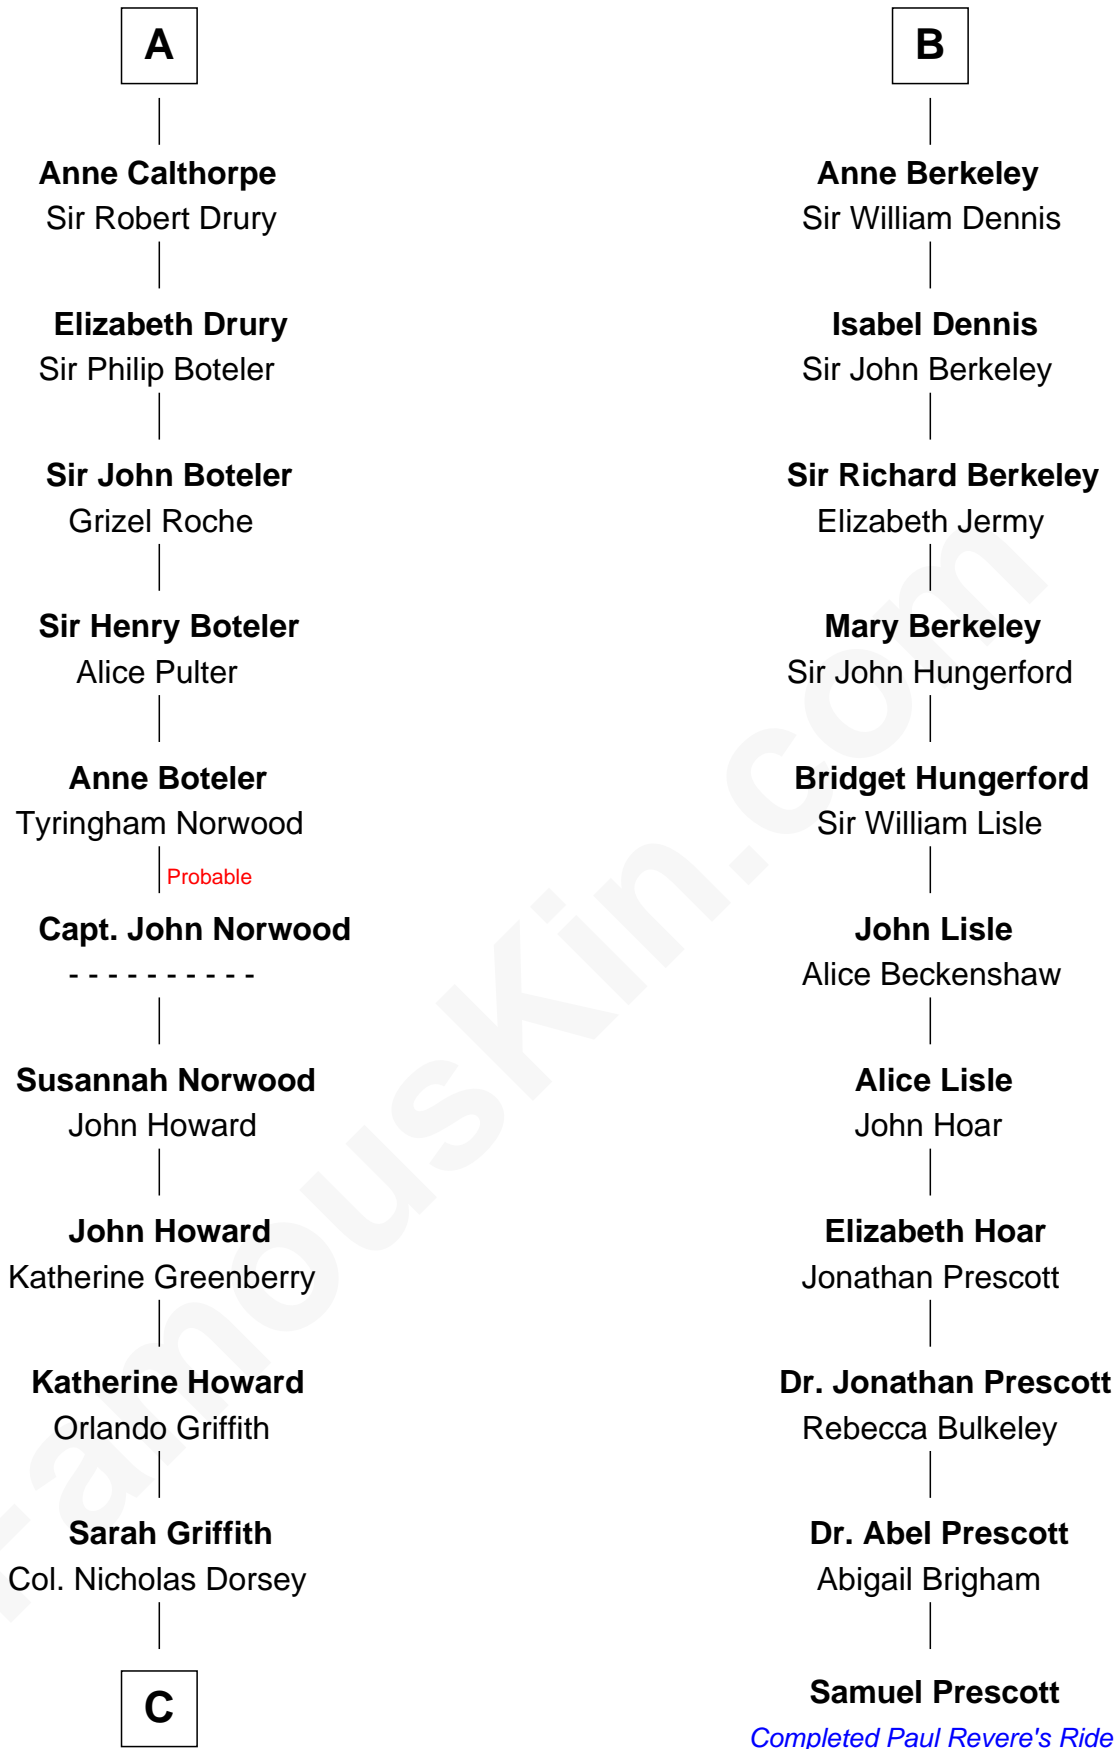 A
Anne Calthorpe
Sir Robert Drury
Elizabeth Drury
Sir Philip Boteler
Sir John Boteler
Grizel Roche
Sir Henry Boteler
Alice Pulter
Anne Boteler
Tyringham Norwood
Probable
Capt. John Norwood
- - - - - - - - - -
Susannah Norwood
John Howard
John Howard
Katherine Greenberry
Katherine Howard
Orlando Griffith
Sarah Griffith
Col. Nicholas Dorsey
C
B
Anne Berkeley
Sir William Dennis
Isabel Dennis
Sir John Berkeley
Sir Richard Berkeley
Elizabeth Jermy
Mary Berkeley
Sir John Hungerford
Bridget Hungerford
Sir William Lisle
John Lisle
Alice Beckenshaw
Alice Lisle
John Hoar
Elizabeth Hoar
Jonathan Prescott
Dr. Jonathan Prescott
Rebecca Bulkeley
Dr. Abel Prescott
Abigail Brigham
Samuel Prescott
Completed Paul Revere's Ride
FamousKin.com